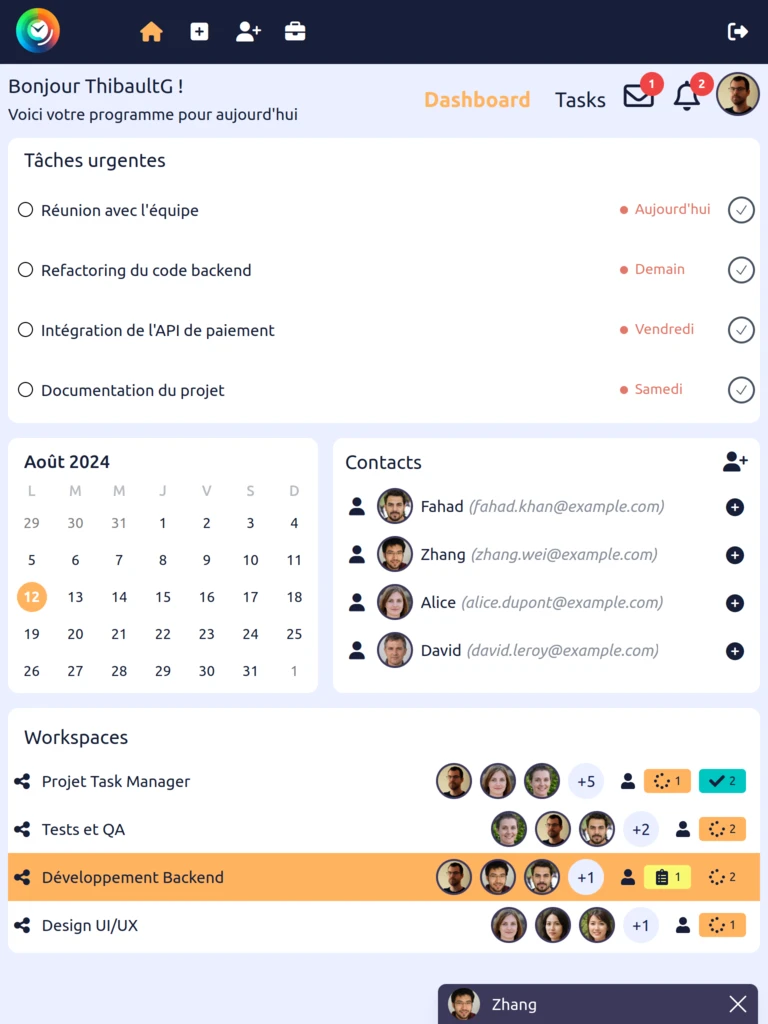 Bonjour ThibaultG !
Voici votre programme pour aujourd'hui
Dashboard Tasks 1 2
Tâches urgentes
Réunion avec l'équipe Aujourd'hui
Refactoring du code backend Demain
Intégration de l'API de paiement Vendredi
Documentation du projet Samedi
Août 2024
L M M J V S D
29 30 31 1 2 3 4
5 6 7 8 9 10 11
12 13 14 15 16 17 18
19 20 21 22 23 24 25
26 27 28 29 30 31 1
Contacts
Fahad (fahad.khan@example.com)
Zhang (zhang.wei@example.com)
Alice (alice.dupont@example.com)
David (david.leroy@example.com)
Workspaces
Projet Task Manager +5 1 2
Tests et QA +2 2
Développement Backend +1 1 2
Design UI/UX +1 1
Zhang